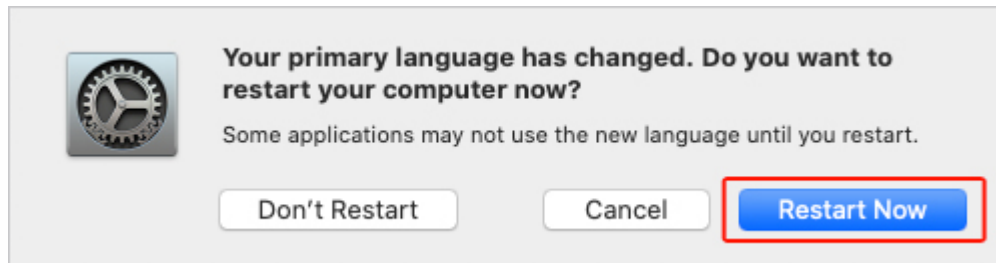 Your primary language has changed. Do you want to
restart your computer now?
Some applications may not use the new language until you restart.
Don’t Restart Cancel Restart Now